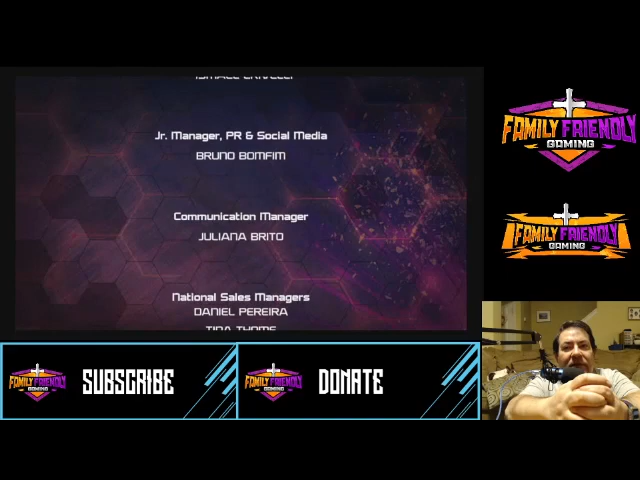 Jr. Manager, PR & Social Media
BRUNO BOMFIM
Communication Manager
JULIANA BRITO
National Sales Managers
DANIEL PEREIRA
FAMILY FRIENDLY
GAMING
FAMILY FRIENDLY
GAMING
FAMILY FRIENDLY
GAMING
SUBSCRIBE
FAMILY FRIENDLY
GAMING
DONATE